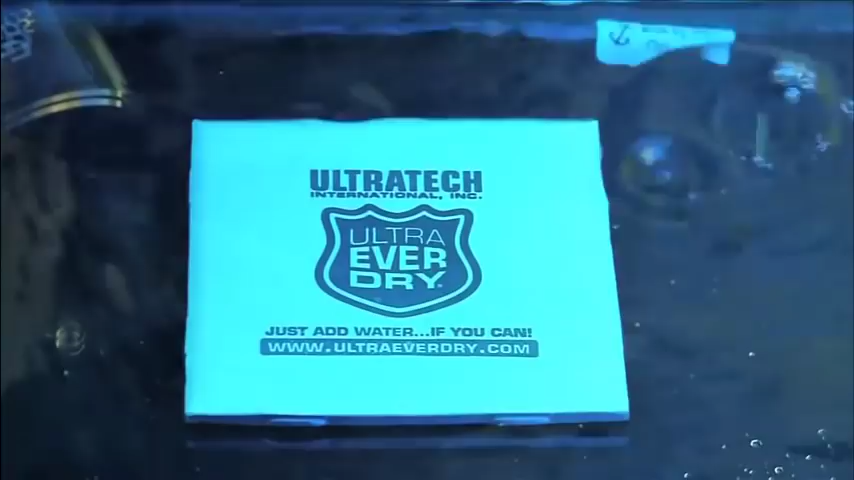 ULTRATECH
INTERNATIONAL, INC.
ULTRA
EVER
DRY
JUST ADD WATER...IF YOU CAN!
WWW.ULTRAEVERDRY.COM